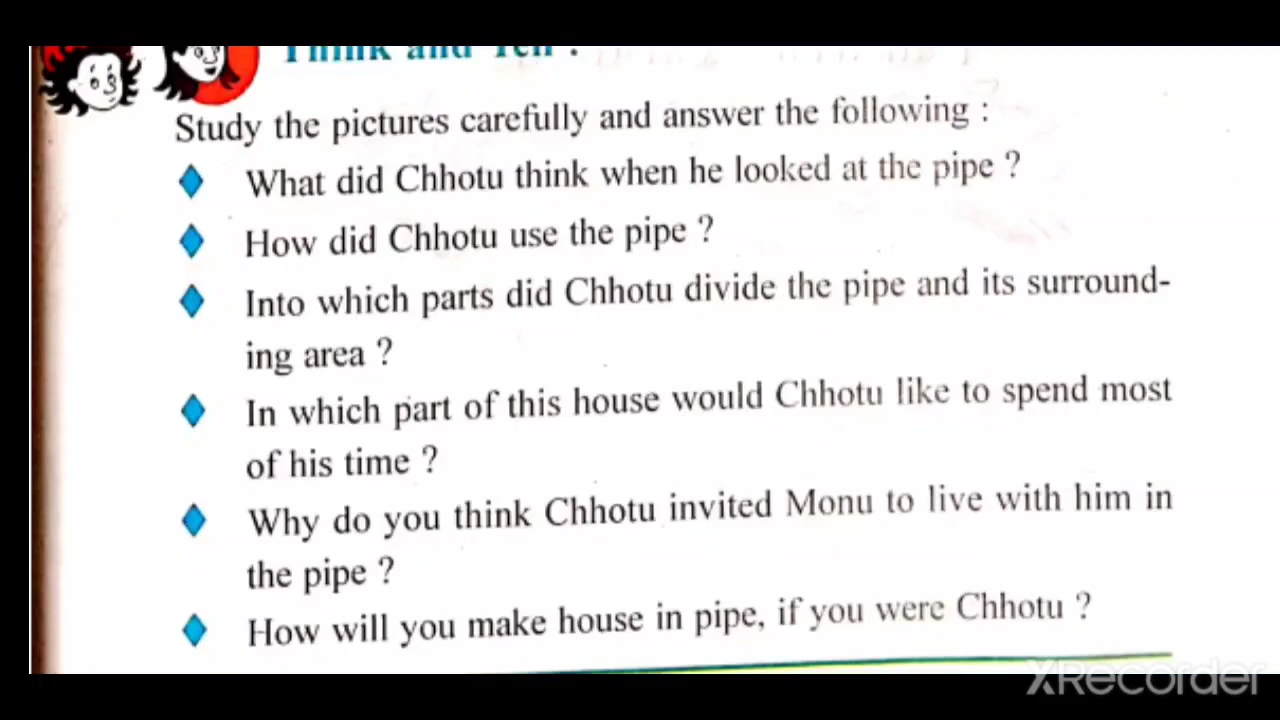 Think and Tell :
Study the pictures carefully and answer the following :
What did Chhotu think when he looked at the pipe ?
How did Chhotu use the pipe ?
Into which parts did Chhotu divide the pipe and its surround-
ing area ?
In which part of this house would Chhotu like to spend most
of his time ?
Why do you think Chhotu invited Monu to live with him in
the pipe ?
How will you make house in pipe, if you were Chhotu ?
XRecorder